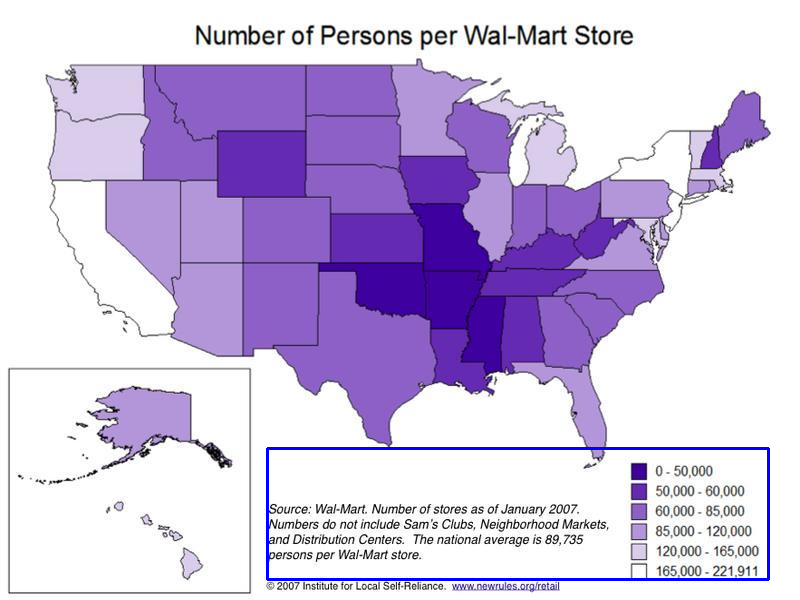 Number of Persons per Wal-Mart Store
0 - 50,000
50,000 - 60,000
60,000 - 85,000
85,000 - 120,000
120,000 - 165,000
165,000 - 221,911
Source: Wal-Mart. Number of stores as of January 2007.
Numbers do not include Sam's Clubs, Neighborhood Markets,
and Distribution Centers. The national average is 89,735
persons per Wal-Mart store.
© 2007 Institute for Local Self-Reliance. www.newrules.org/retail